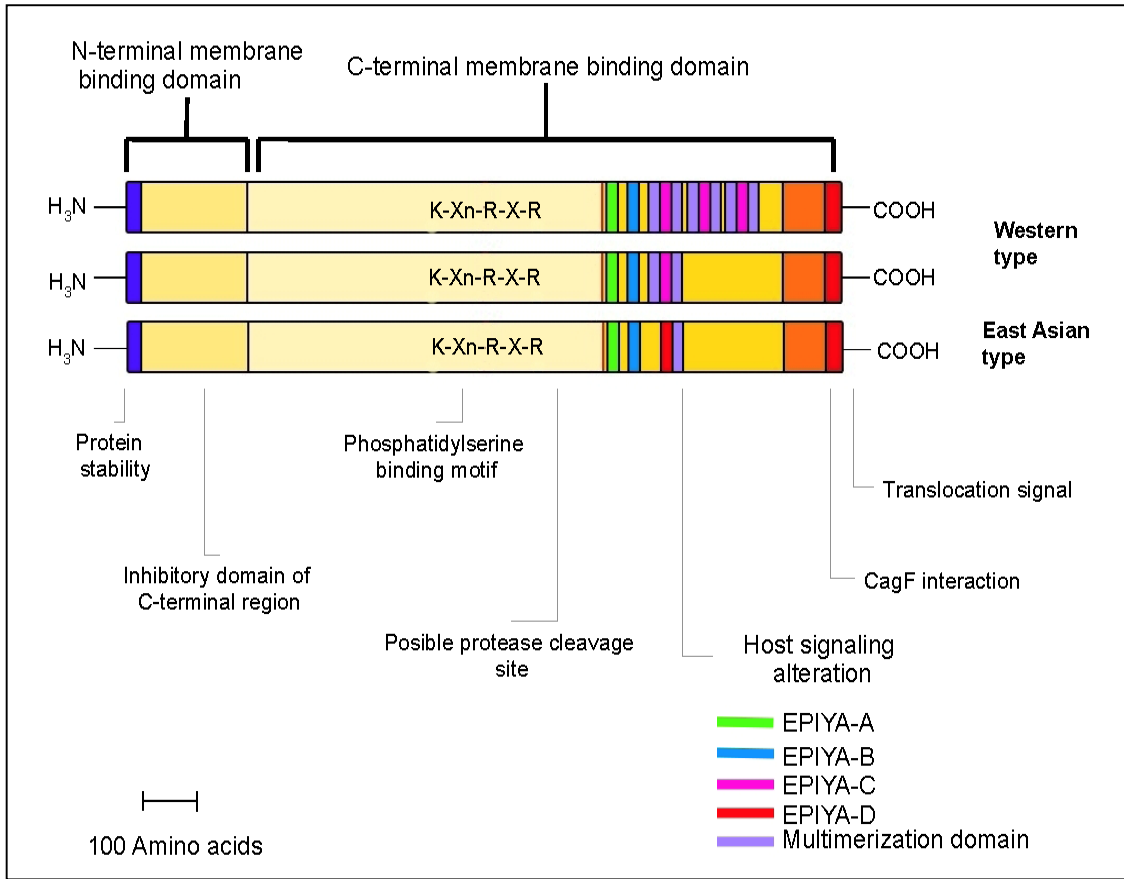 N-terminal membrane
binding domain
C-terminal membrane binding domain
H3N
K-Xn-R-X-R
COOH
Western
type
H3N
K-Xn-R-X-R
COOH
H3N
K-Xn-R-X-R
COOH
East Asian
type
Protein
stability
Phosphatidylserine
binding motif
Translocation signal
Inhibitory domain of
C-terminal region
CagF interaction
Posible protease cleavage
site
Host signaling
alteration
EPIYA-A
EPIYA-B
EPIYA-C
EPIYA-D
Multimerization domain
100 Amino acids